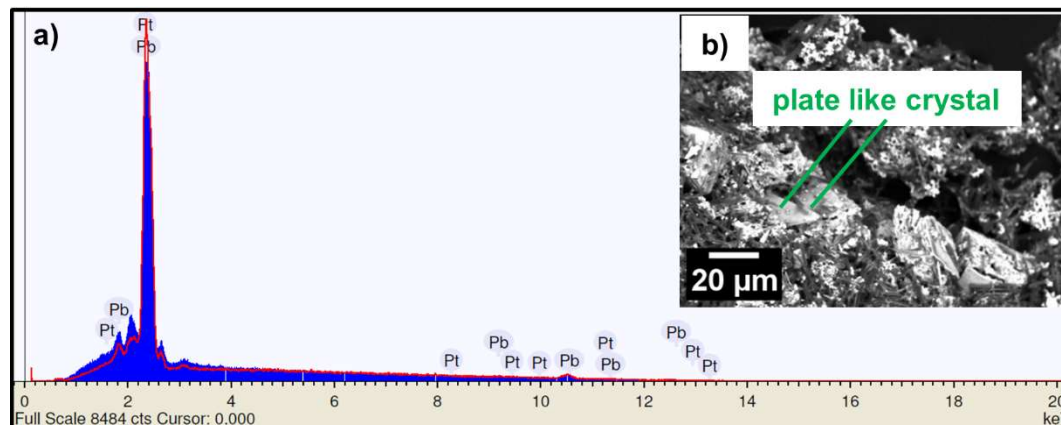 a)
Pt
Pb
Pb
Pt
Pb
Pt
Pt
Pt
Pb
Pt
Pb
Pb
Pt
Pt
0 2 4 6 8 10 12 14 16 18 20
Full Scale 8484 cts Cursor: 0.000
ke
b)
plate like crystal
20 µm